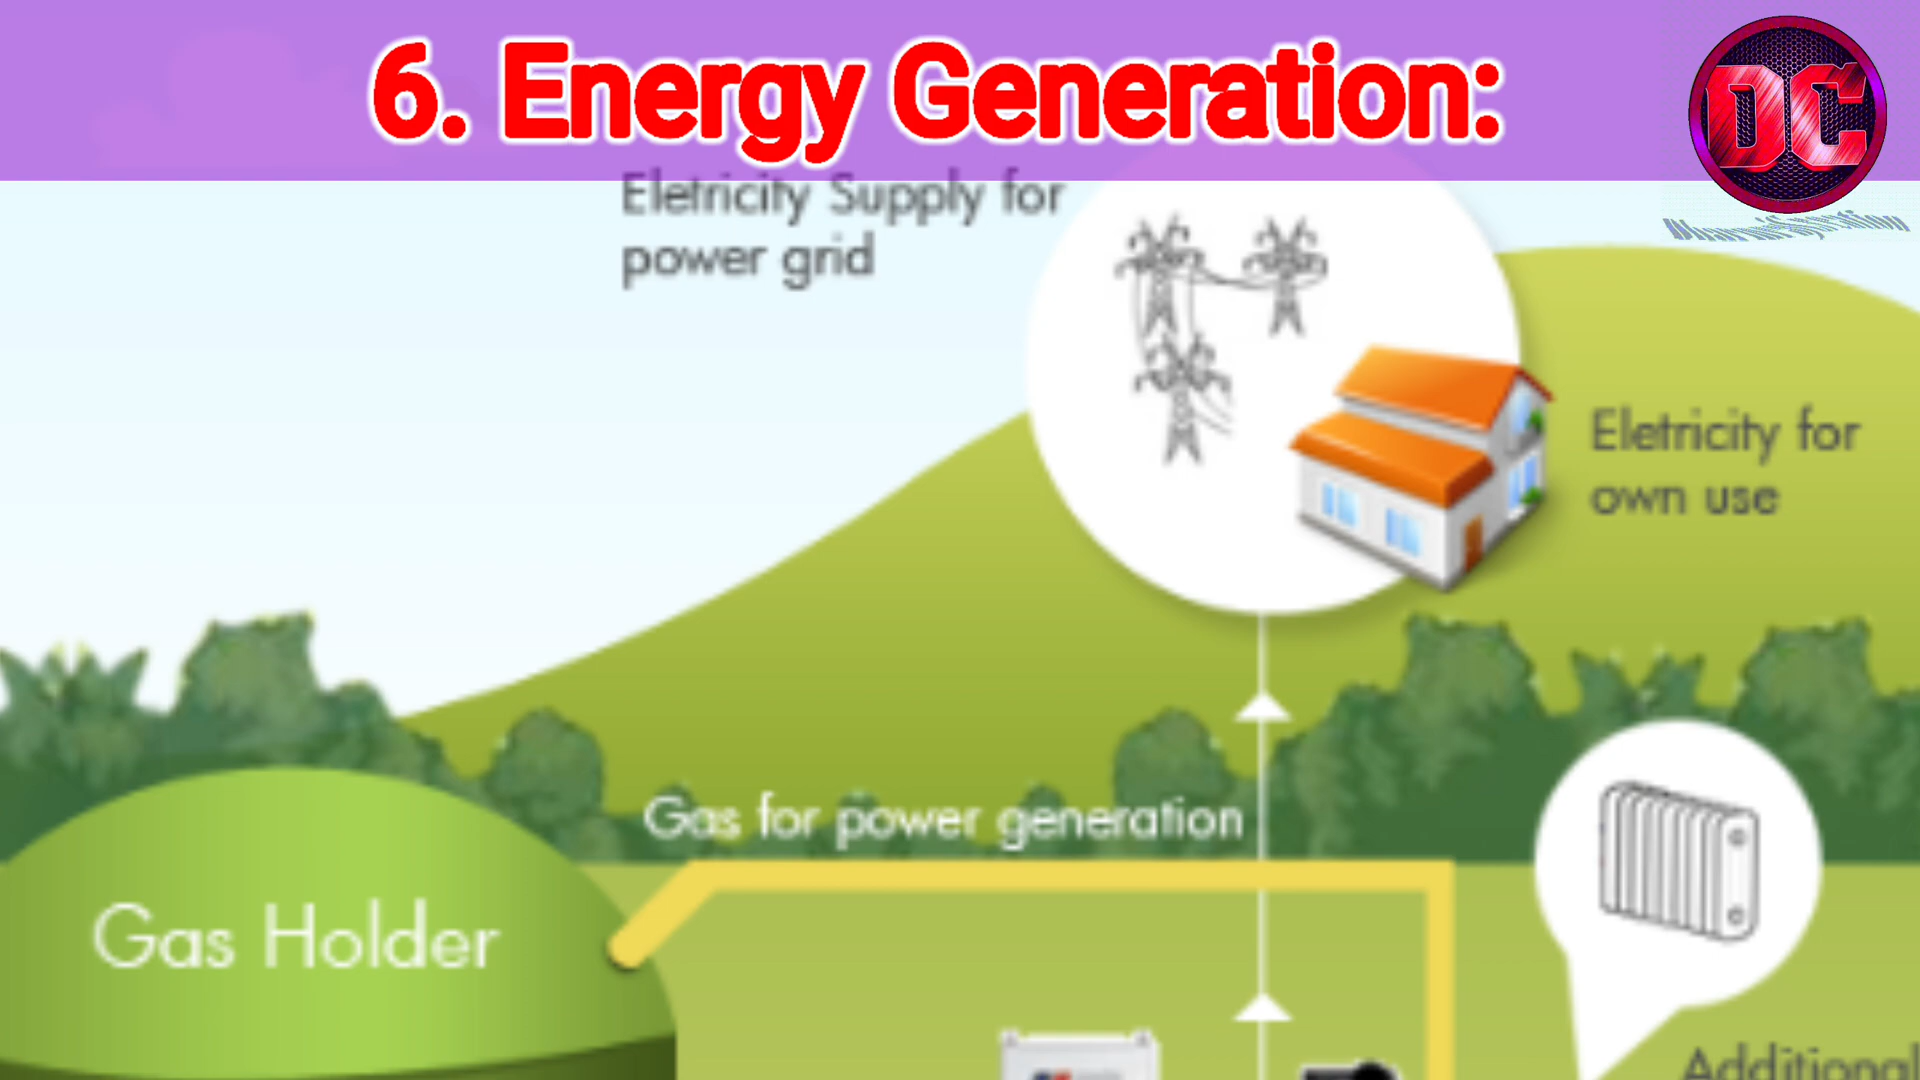 6. Energy Generation:
DC
Eletricity Supply for
power grid
Eletricity for
own use
Gas for power generation
Gas Holder
Additional